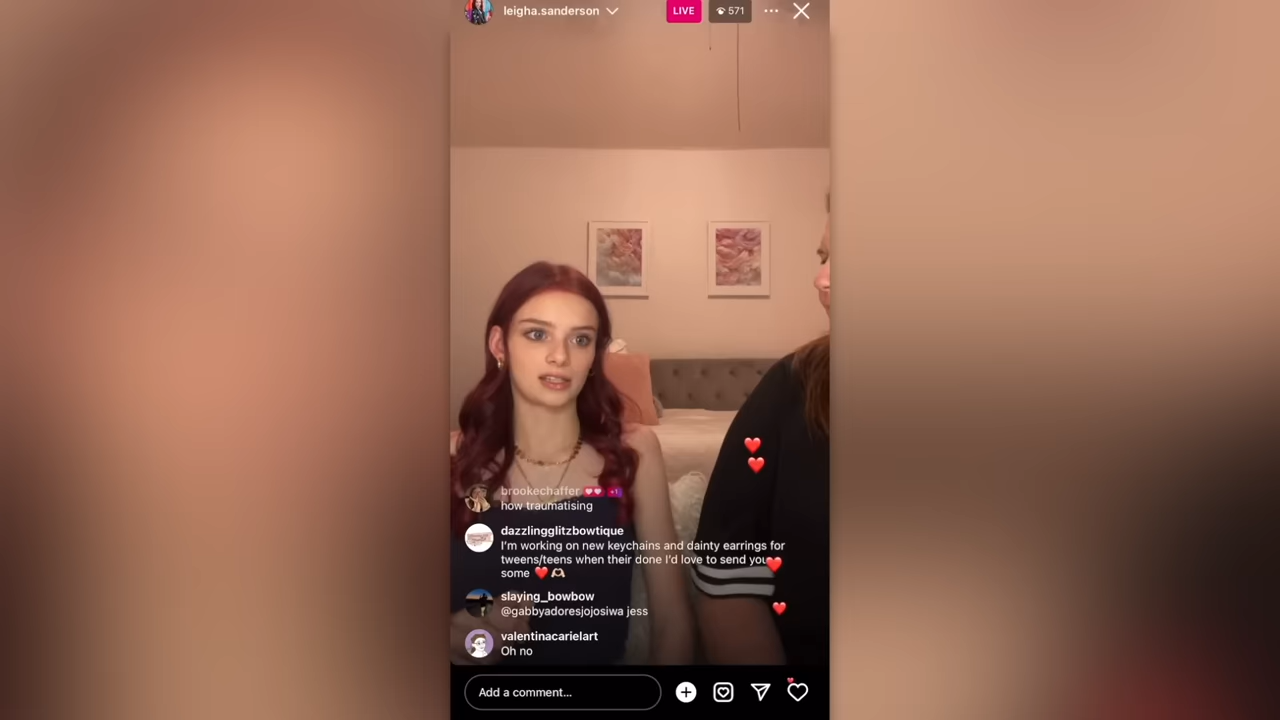 leigha.sanderson
LIVE
571
brookechaffer +1
how traumatising
dazzlingglitzbowtique
I'm working on new keychains and dainty earrings for
tweens/teens when their done I'd love to send you
some ❤️🫶🏼
slaying_bowbow
@gabbyadoresjojosiwa jess
valentinacarielart
Oh no
Add a comment...